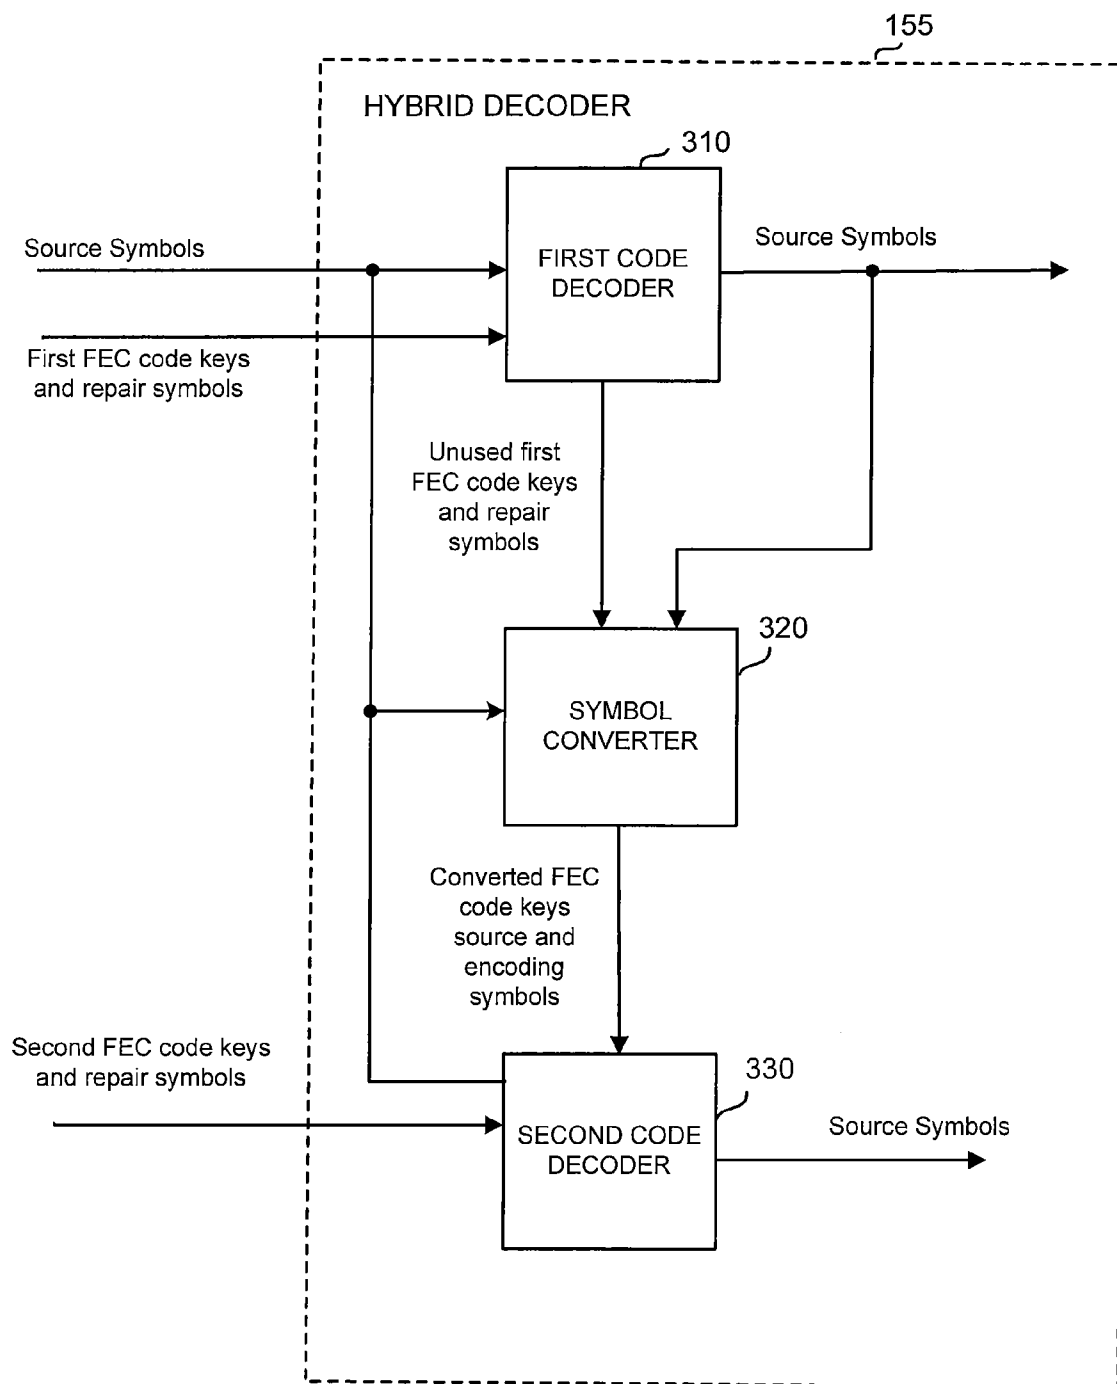 155
HYBRID DECODER
310
Source Symbols
FIRST CODE
DECODER
Source Symbols
First FEC code keys
and repair symbols
Unused first
FEC code keys
and repair
symbols
320
SYMBOL
CONVERTER
Converted FEC
code keys
source and
encoding
symbols
Second FEC code keys
and repair symbols
330
SECOND CODE
DECODER
Source Symbols